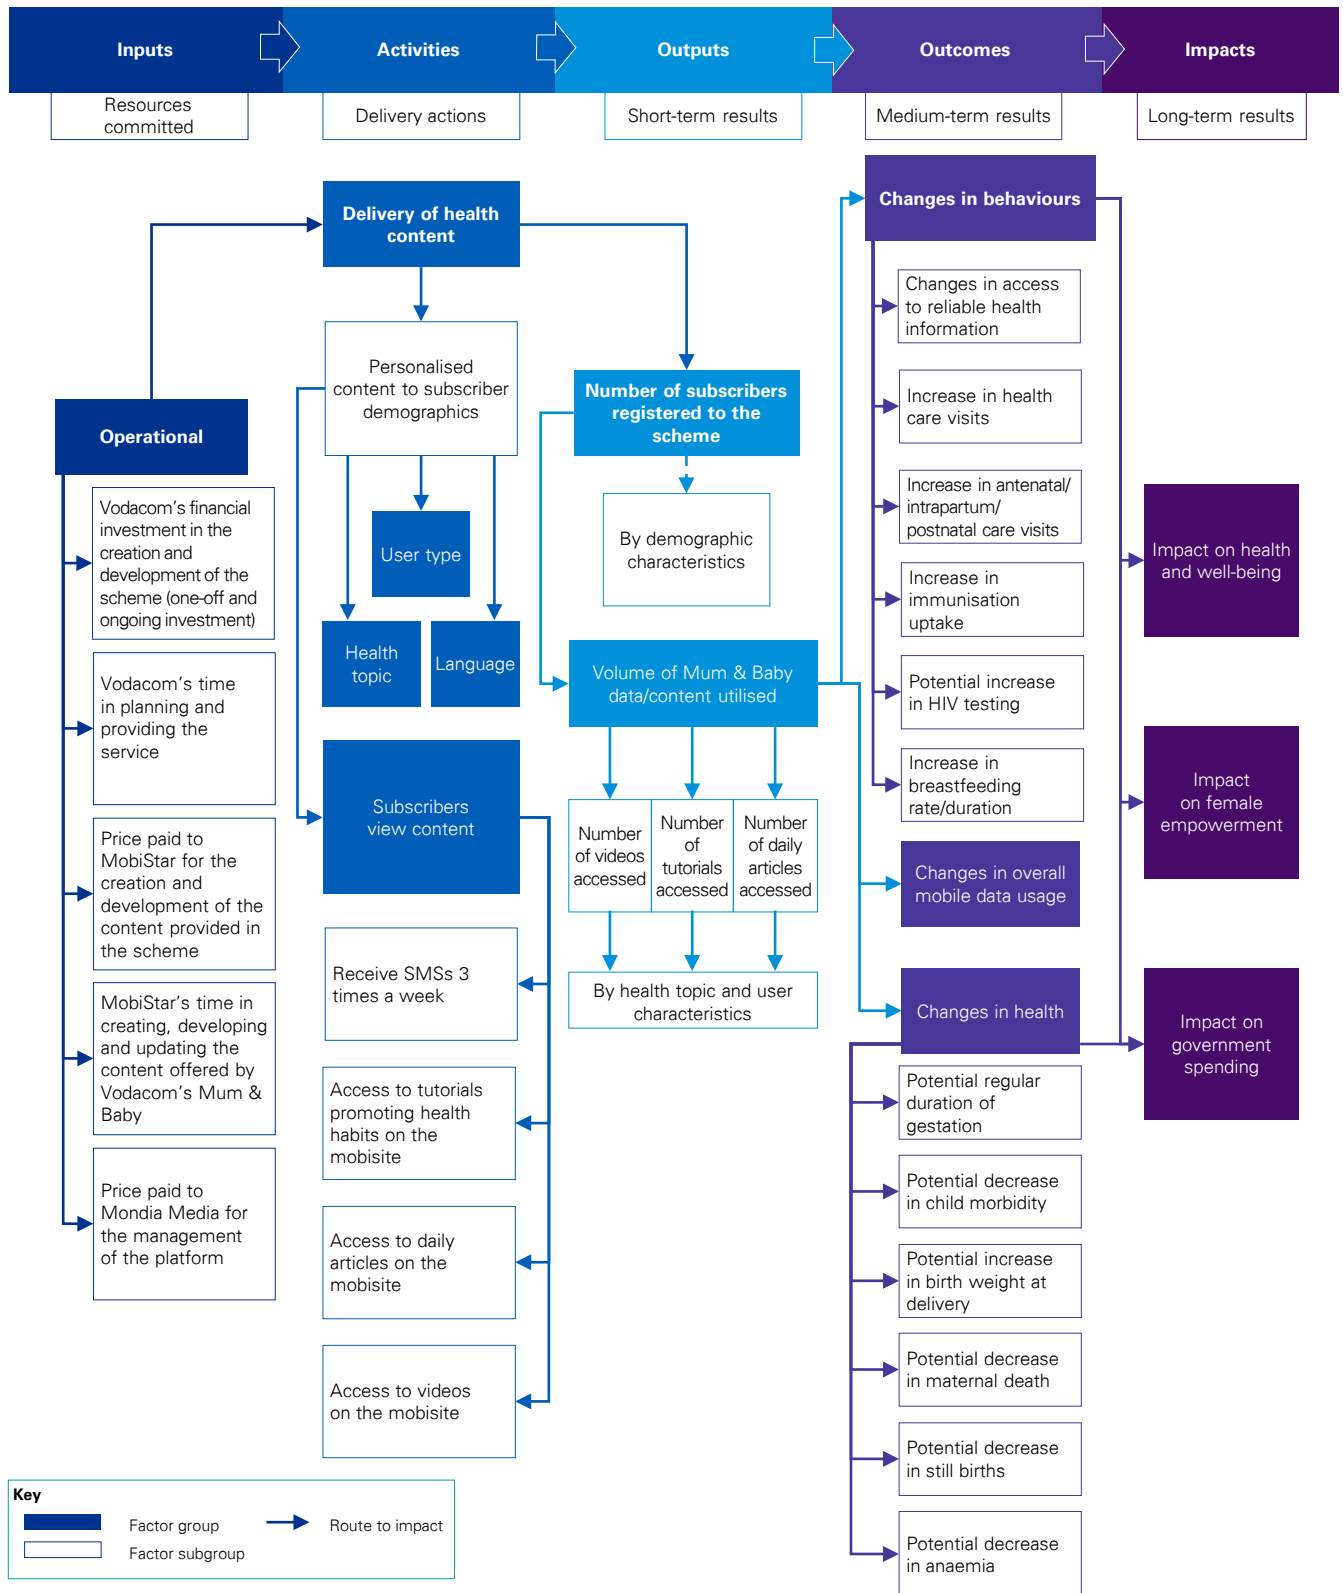 Inputs
Activities
Outputs
Outcomes
Impacts
Resources
committed
Delivery actions
Short-term results
Medium-term results
Long-term results
Operational
Vodacom’s financial
investment in the
creation and
development of the
scheme (one-off and
ongoing investment)
Vodacom’s time
in planning and
providing the
service
Price paid to
MobiStar for the
creation and
development of the
content provided in
the scheme
MobiStar’s time in
creating, developing
and updating the
content offered by
Vodacom’s Mum &
Baby
Price paid to
Mondia Media for
the management
of the platform
Delivery of health
content
Personalised
content to subscriber
demographics
User type
Health
topic
Language
Subscribers
view content
Receive SMSs 3
times a week
Access to tutorials
promoting health
habits on the
mobisite
Access to daily
articles on the
mobisite
Access to videos
on the mobisite
Number of subscribers
registered to the
scheme
By demographic
characteristics
Volume of Mum & Baby
data/content utilised
Number
of videos
accessed
Number
of
tutorials
accessed
Number
of daily
articles
accessed
By health topic and user
characteristics
Changes in behaviours
Changes in access
to reliable health
information
Increase in health
care visits
Increase in antenatal/
intrapartum/
postnatal care visits
Increase in
immunisation
uptake
Potential increase
in HIV testing
Increase in
breastfeeding
rate/duration
Changes in overall
mobile data usage
Changes in health
Potential regular
duration of
gestation
Potential decrease
in child morbidity
Potential increase
in birth weight at
delivery
Potential decrease
in maternal death
Potential decrease
in still births
Potential decrease
in anaemia
Impact on health
and well-being
Impact
on female
empowerment
Impact on
government
spending
Key
Factor group
Route to impact
Factor subgroup